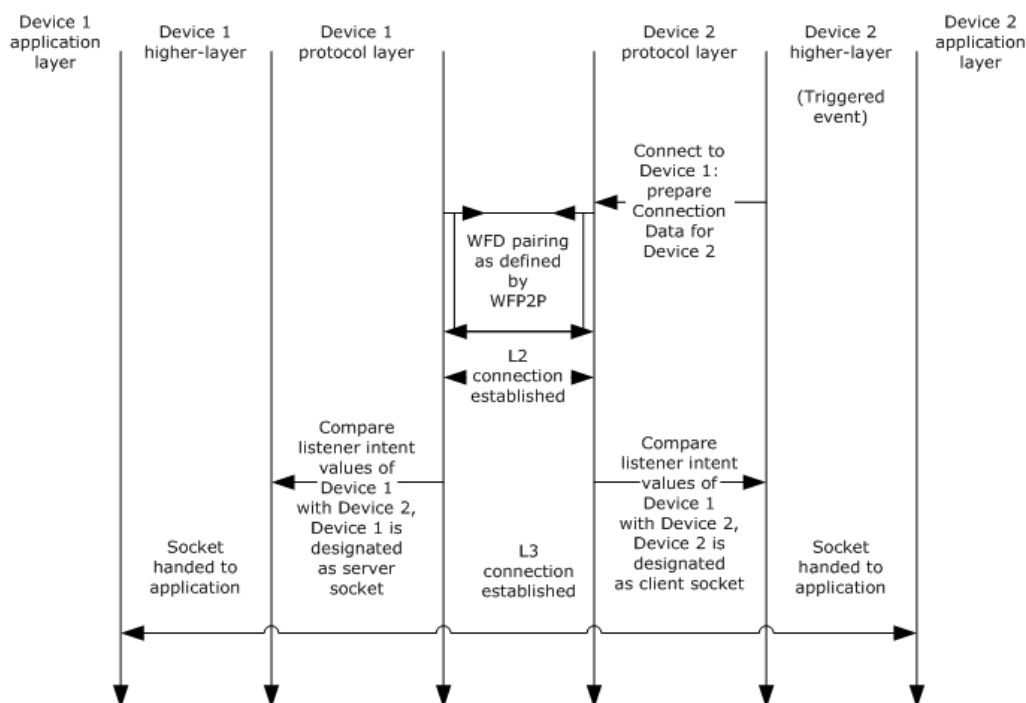 Device 1
application
layer
Device 1
higher-layer
Device 1
protocol layer
Device 2
protocol layer
Device 2
higher-layer
(Triggered
event)
Device 2
application
layer
Connect to
Device 1:
prepare
Connection
Data for
Device 2
WFD pairing
as defined
by
WFP2P
L2
connection
established
Compare
listener intent
values of
Device 1
with Device 2,
Device 1 is
designated
as server
socket
Compare
listener intent
values of
Device 1
with Device 2,
Device 2 is
designated
as client socket
Socket
handed to
application
L3
connection
established
Socket
handed to
application